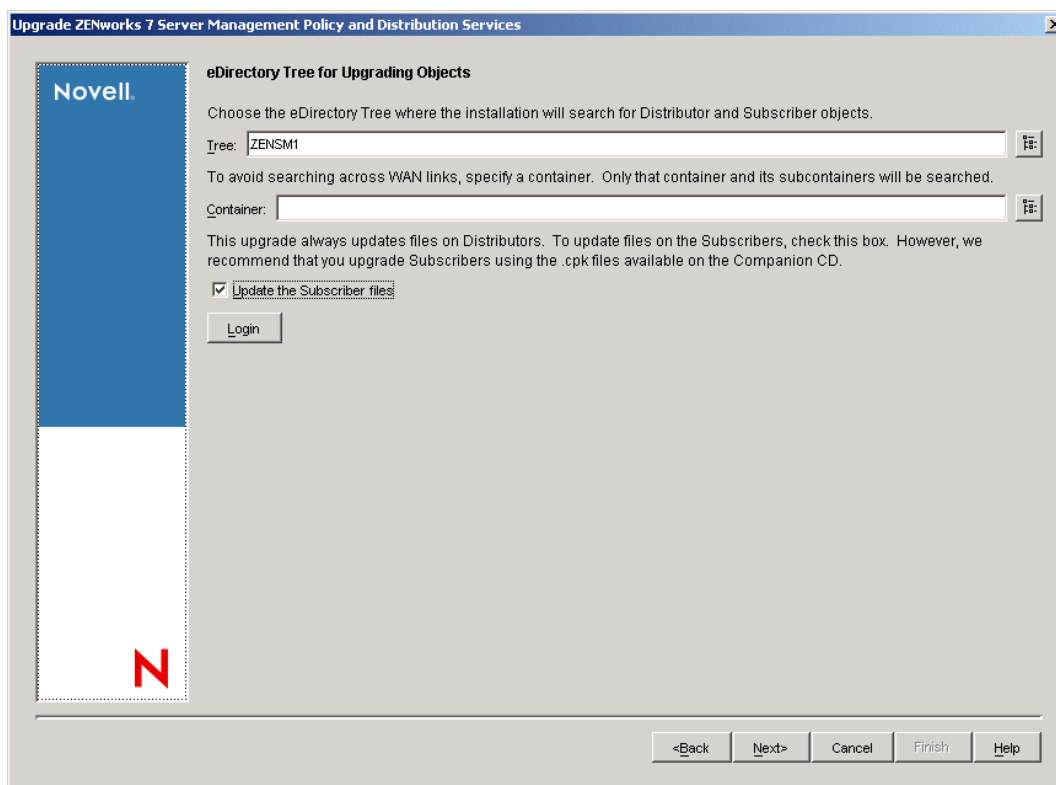 Upgrade ZENworks 7 Server Management Policy and Distribution Services
Novell.
eDirectory Tree for Upgrading Objects
Choose the eDirectory Tree where the installation will search for Distributor and Subscriber objects.
Tree: ZENSM1
To avoid searching across WAN links, specify a container. Only that container and its subcontainers will be searched.
Container:
This upgrade always updates files on Distributors. To update files on the Subscribers, check this box. However, we
recommend that you upgrade Subscribers using the .cpk files available on the Companion CD.
Update the Subscriber files
Login
N
<Back Next> Cancel Finish Help